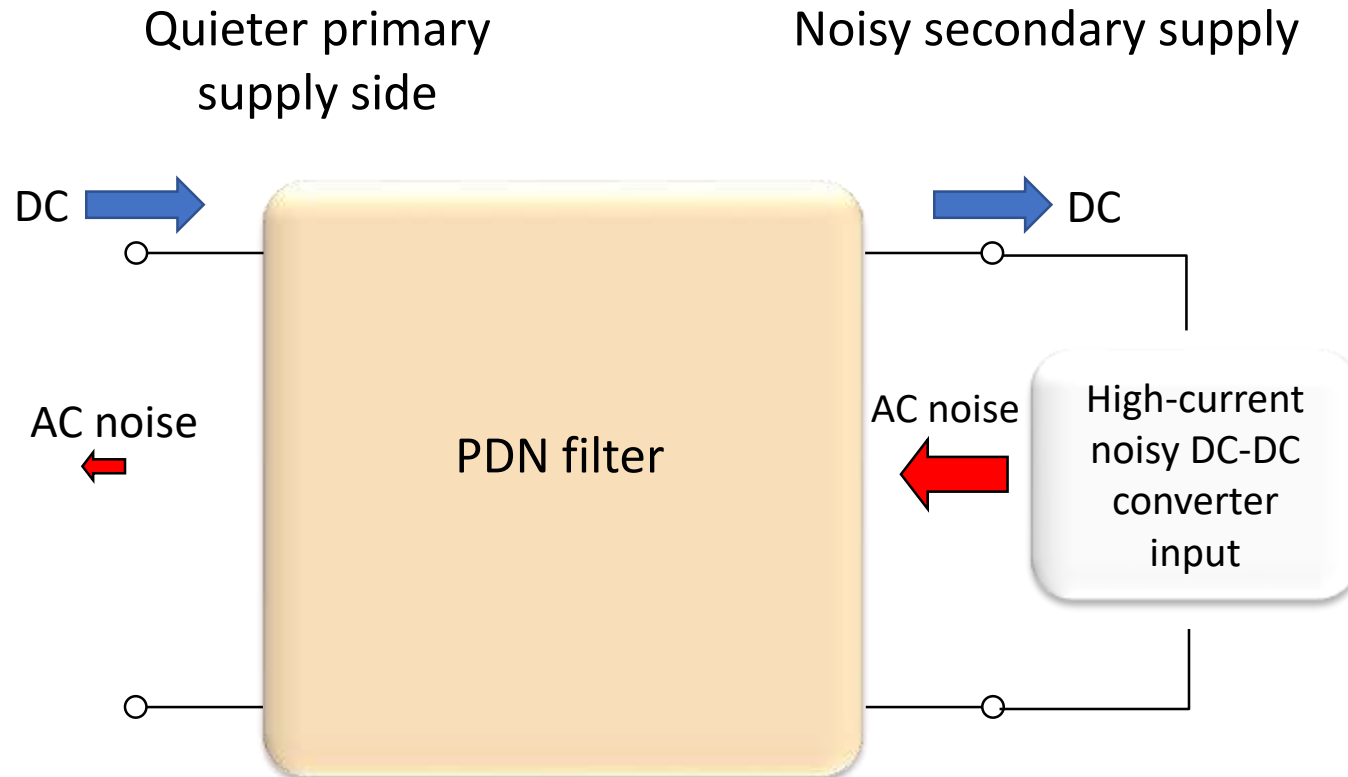 Quieter primary
supply side
Noisy secondary supply
DC
DC
AC noise
PDN filter
AC noise
High-current
noisy DC-DC
converter
input